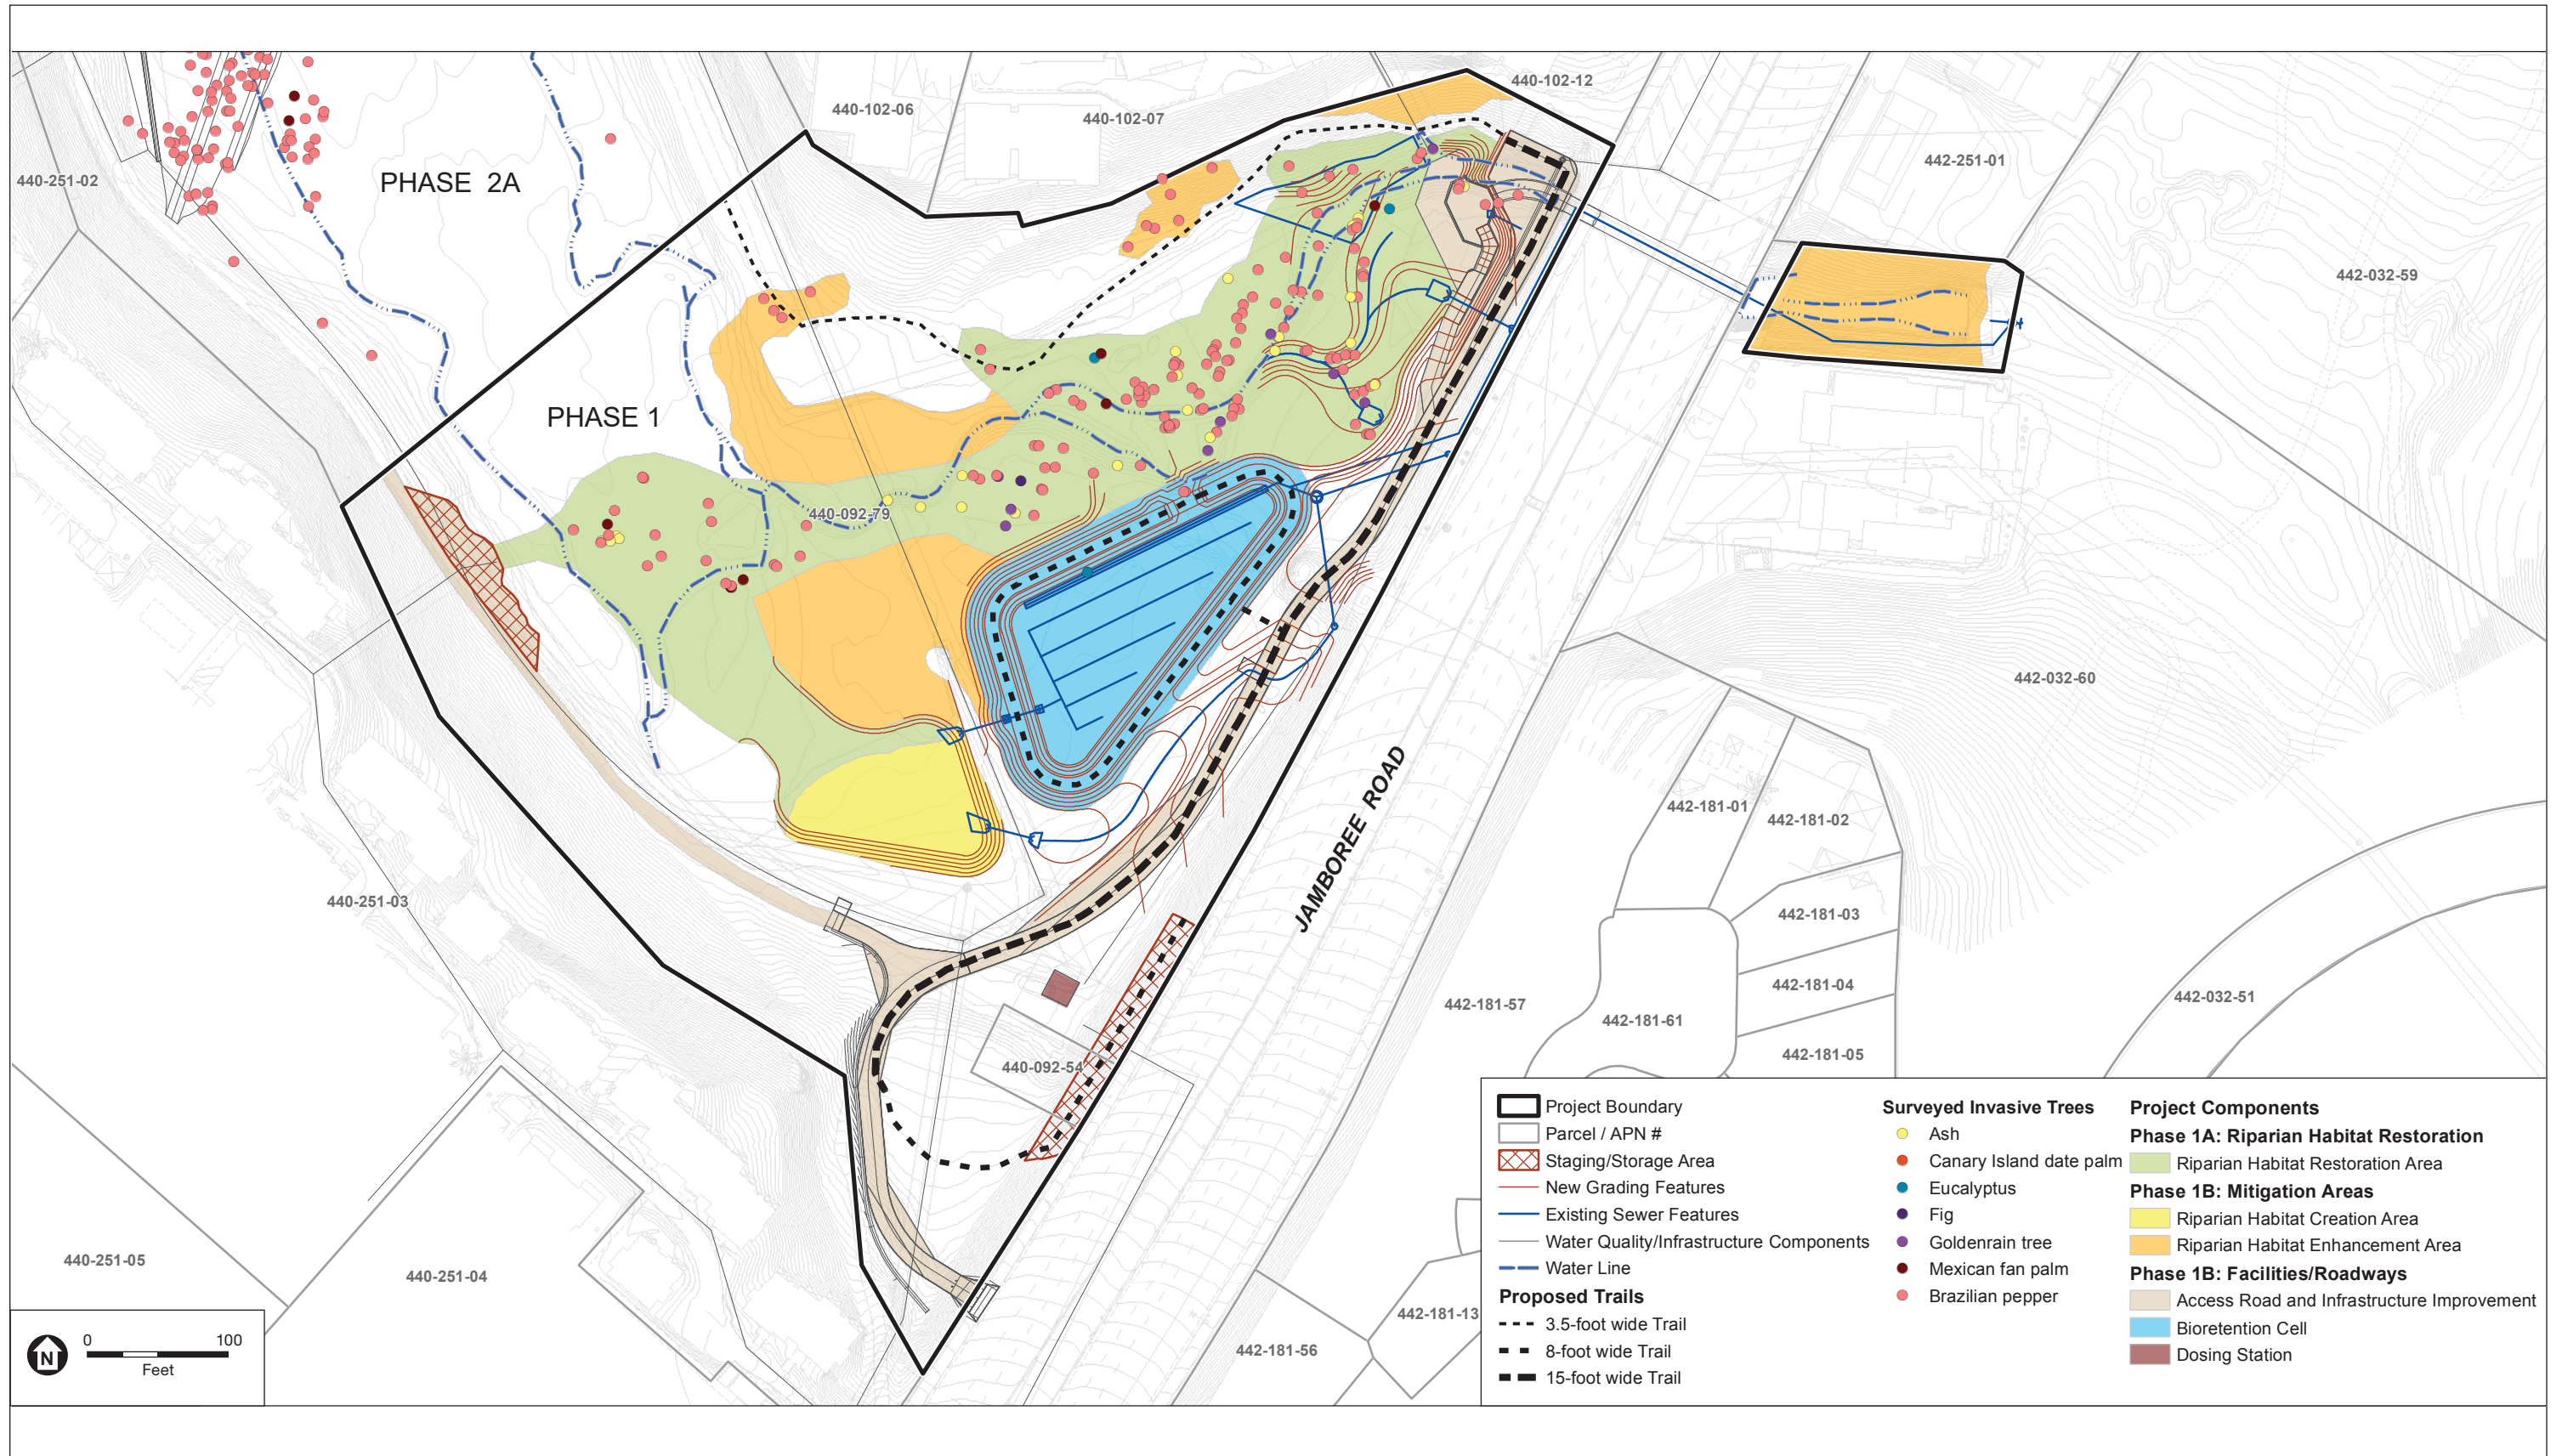 440-102-12
440-102-06
440-102-07
442-251-01
440-251-02
PHASE 2A
442-032-59
PHASE 1
440-092-79
442-032-60
JAMBOREE ROAD
442-181-01
442-181-02
440-251-03
442-181-03
442-181-04
442-032-51
442-181-57
442-181-61
442-181-05
440-092-54
440-251-05
440-251-04
442-181-13
442-181-56
N
0 100
Feet
Project Boundary
Parcel / APN #
Staging/Storage Area
New Grading Features
Existing Sewer Features
Water Quality/Infrastructure Components
Water Line
Proposed Trails
3.5-foot wide Trail
8-foot wide Trail
15-foot wide Trail
Surveyed Invasive Trees
Ash
Canary Island date palm
Eucalyptus
Fig
Goldenrain tree
Mexican fan palm
Brazilian pepper
Project Components
Phase 1A: Riparian Habitat Restoration
Riparian Habitat Restoration Area
Phase 1B: Mitigation Areas
Riparian Habitat Creation Area
Riparian Habitat Enhancement Area
Phase 1B: Facilities/Roadways
Access Road and Infrastructure Improvement
Bioretention Cell
Dosing Station